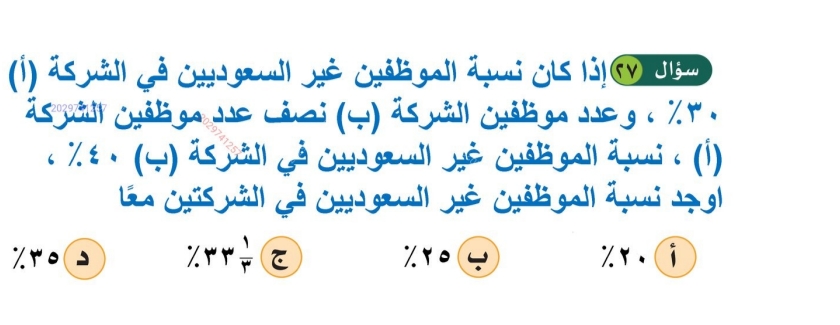 سؤال ٢٧ إذا كان نسبة الموظفين غير السعوديين في الشركة (أ)
٣٠٪ ، وعدد موظفين الشركة (ب) نصف عدد موظفين الشركة
(أ) ، نسبة الموظفين غير السعوديين في الشركة (ب) ٤٠٪ ،
اوجد نسبة الموظفين غير السعوديين في الشركتين معًا
أ ٢٠٪ ب ٢٥٪ ج ٣٣ ١/٣٪ د ٣٥٪